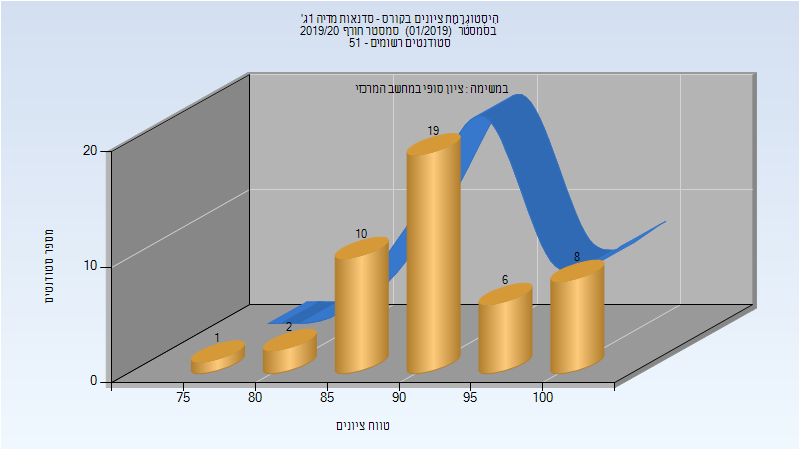 היסטוגרמת ציונים בקורס - סדנאות מדיה 1ג'
בסמסטר (01/2019) סמסטר חורף 2019/20
סטודנטים רשומים - 51
במשימה : ציון סופי במחשב המרכזי
מספר סטודנטים
20
10
0
1
2
10
19
6
8
75
80
85
90
95
100
טווח ציונים